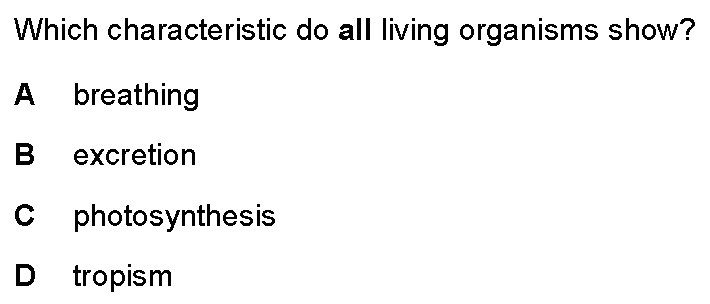 Which characteristic do all living organisms show?
A breathing
B excretion
C photosynthesis
D tropism